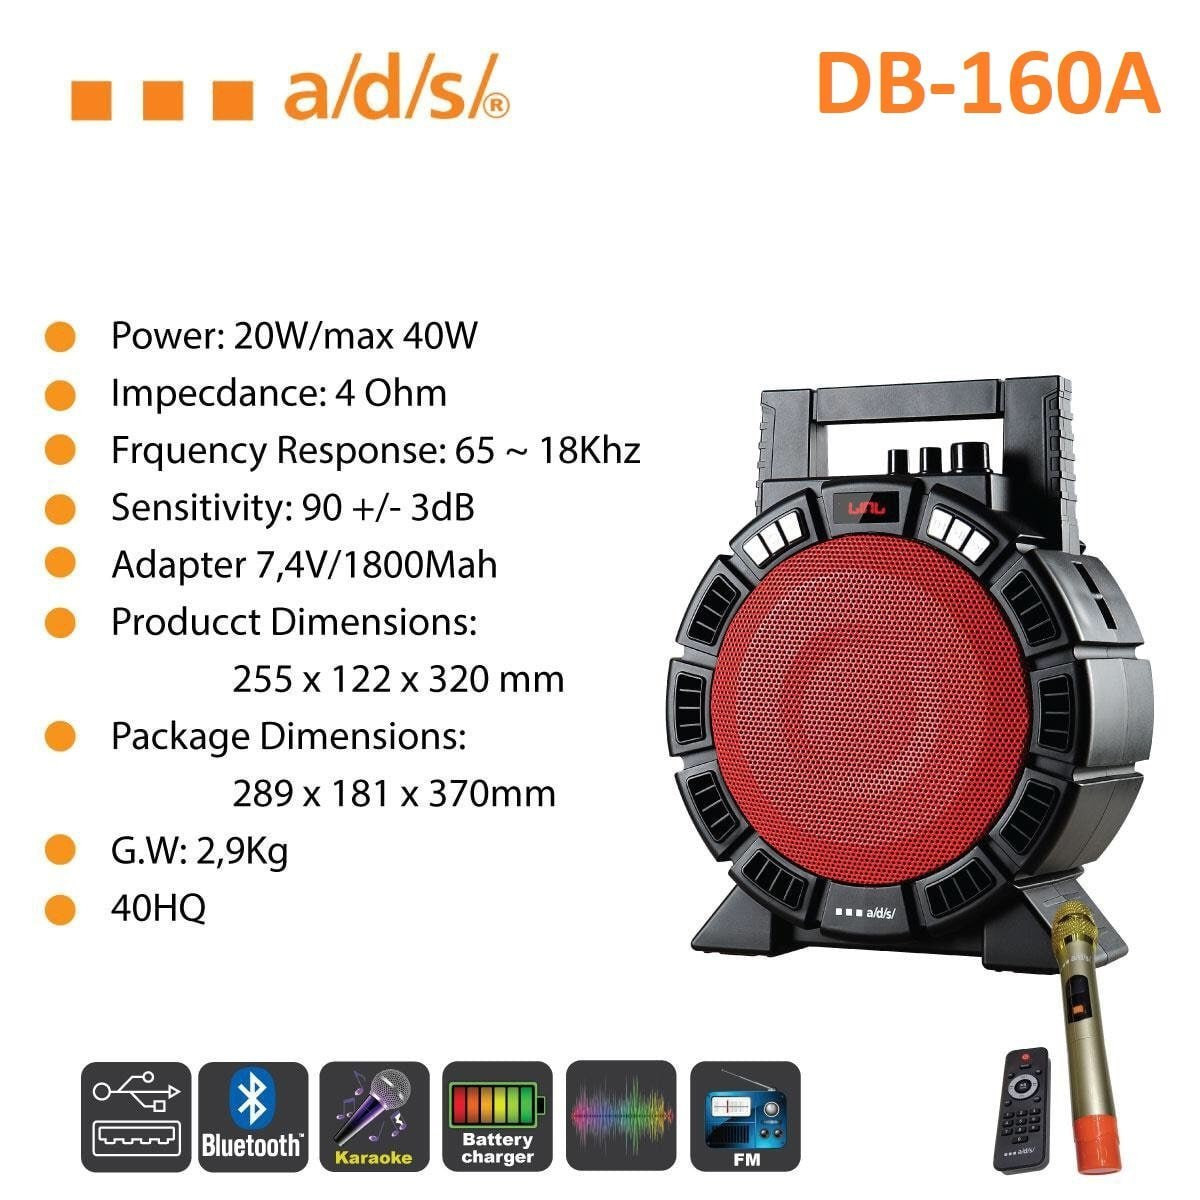 a/d/s/®
DB-160A
Power: 20W/max 40W
Impecdance: 4 Ohm
Frquency Response: 65 ~ 18Khz
Sensitivity: 90 +/- 3dB
Adapter 7,4V/1800Mah
Producct Dimensions:
255 x 122 x 320 mm
Package Dimensions:
289 x 181 x 370mm
G.W: 2,9Kg
40HQ
a/d/s/
a/d/s/
Bluetooth™
Karaoke
Battery
charger
FM
a/d/s/